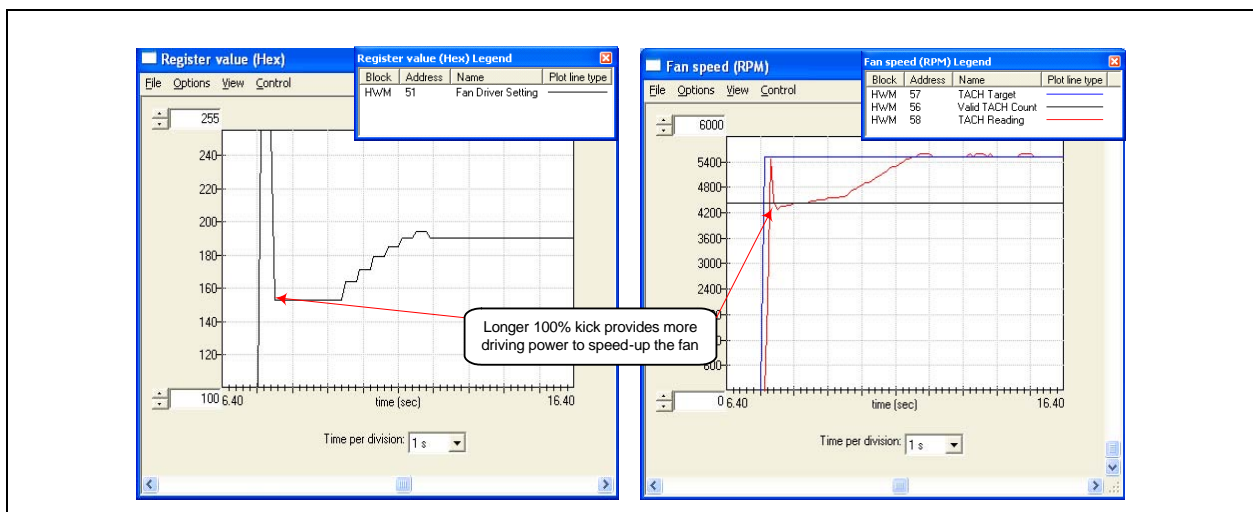 Register value (Hex)
Register value (Hex) Legend
Block Address Name Plot line type
HWM 51 Fan Driver Setting
File Options View Control
255
240
220
200
180
160
140
120
100 6.40
time (sec)
16.40
Time per division: 1 s
Fan speed (RPM)
Fan speed (RPM) Legend
Block Address Name Plot line type
HWM 57 TACH Target
HWM 56 Valid TACH Count
HWM 58 TACH Reading
File Options View Control
6000
5400
4800
4200
3600
3000
2400
600
0 6.40
time (sec)
16.40
Time per division: 1 s
Longer 100% kick provides more
driving power to speed-up the fan